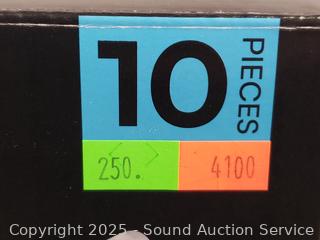 10 PIECES
250.
4100
Copyright 2025 - Sound Auction Service